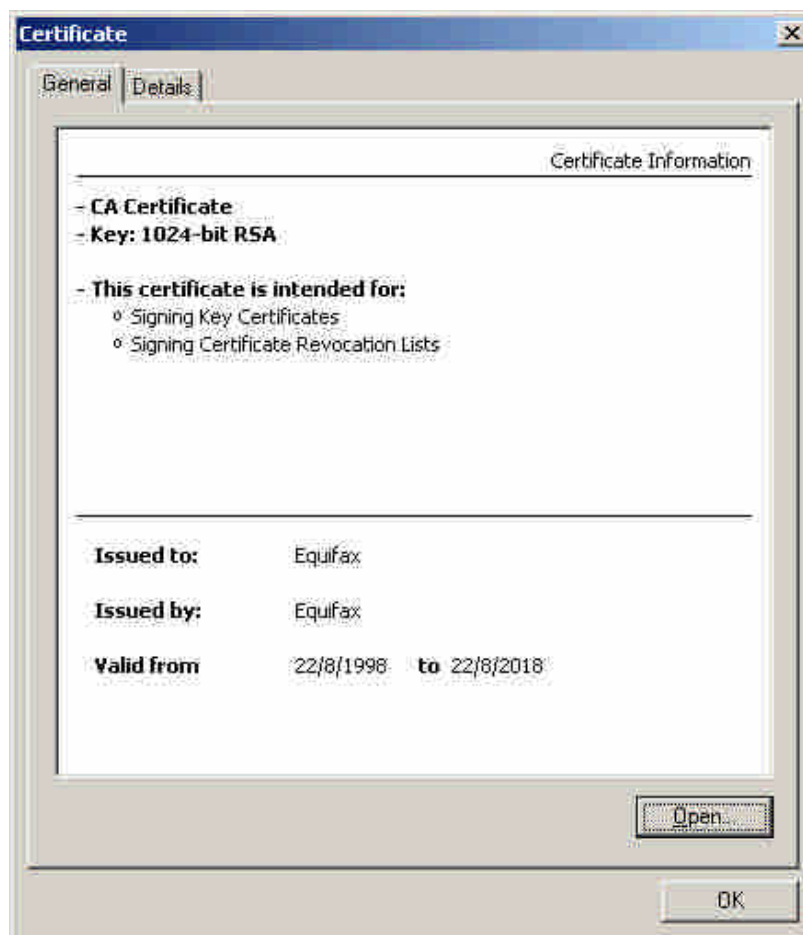 Certificate
General Details
Certificate Information
- CA Certificate
- Key: 1024-bit RSA
- This certificate is intended for:
Signing Key Certificates
Signing Certificate Revocation Lists
Issued to: Equifax
Issued by: Equifax
Valid from 22/8/1998 to 22/8/2018
Open...
OK